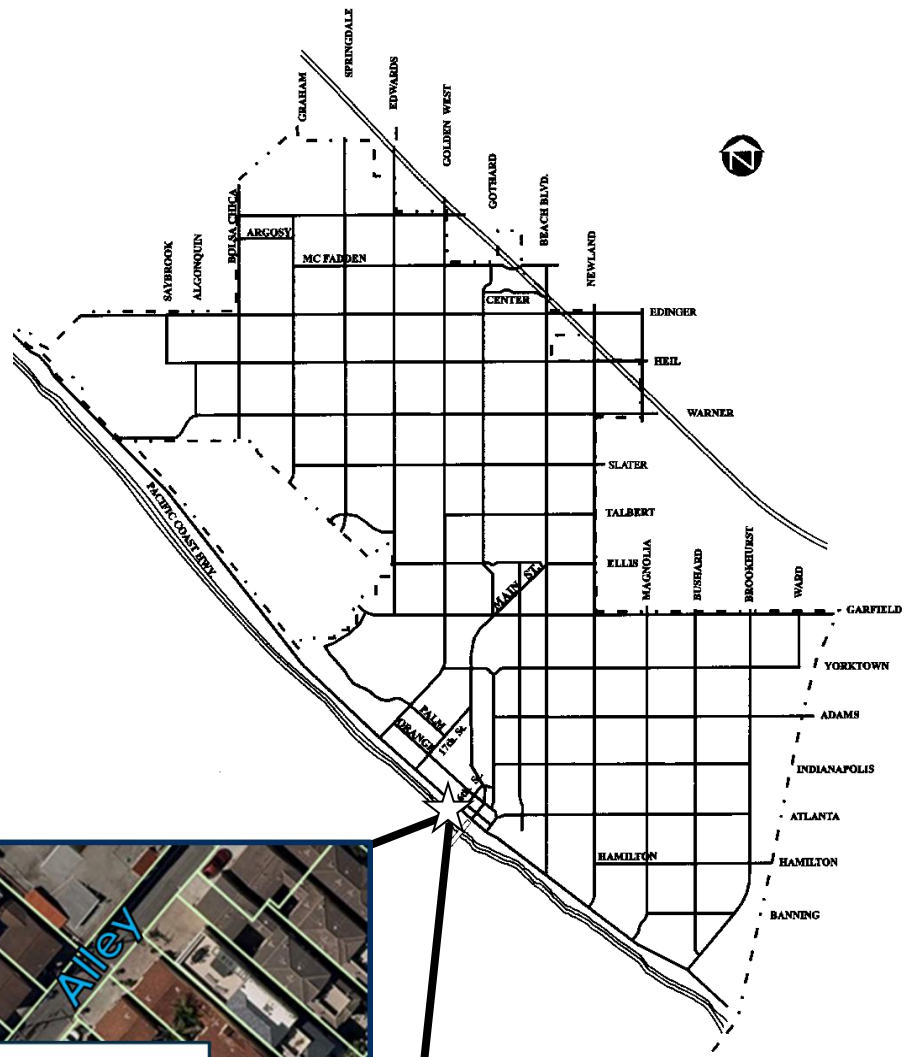 SPRINGDALE
GRAHAM
EDWARDS
GOLDEN WEST
GOTHARD
BEACH BLVD.
NEWLAND
N
BOLSA CHICA
ARGOSY
ALGONQUIN
SAYBROOK
MC FADDEN
CENTER
EDINGER
HEIL
WARNER
SLATER
PACIFIC COAST HWY.
TALBERT
ELLIS
MAIN ST.
MAGNOLIA
BUSHARD
BROOKHURST
WARD
GARFIELD
YORKTOWN
PALM
ORANGE
17th. St.
ADAMS
INDIANAPOLIS
6th. St.
ATLANTA
HAMILTON
HAMILTON
BANNING
Alley